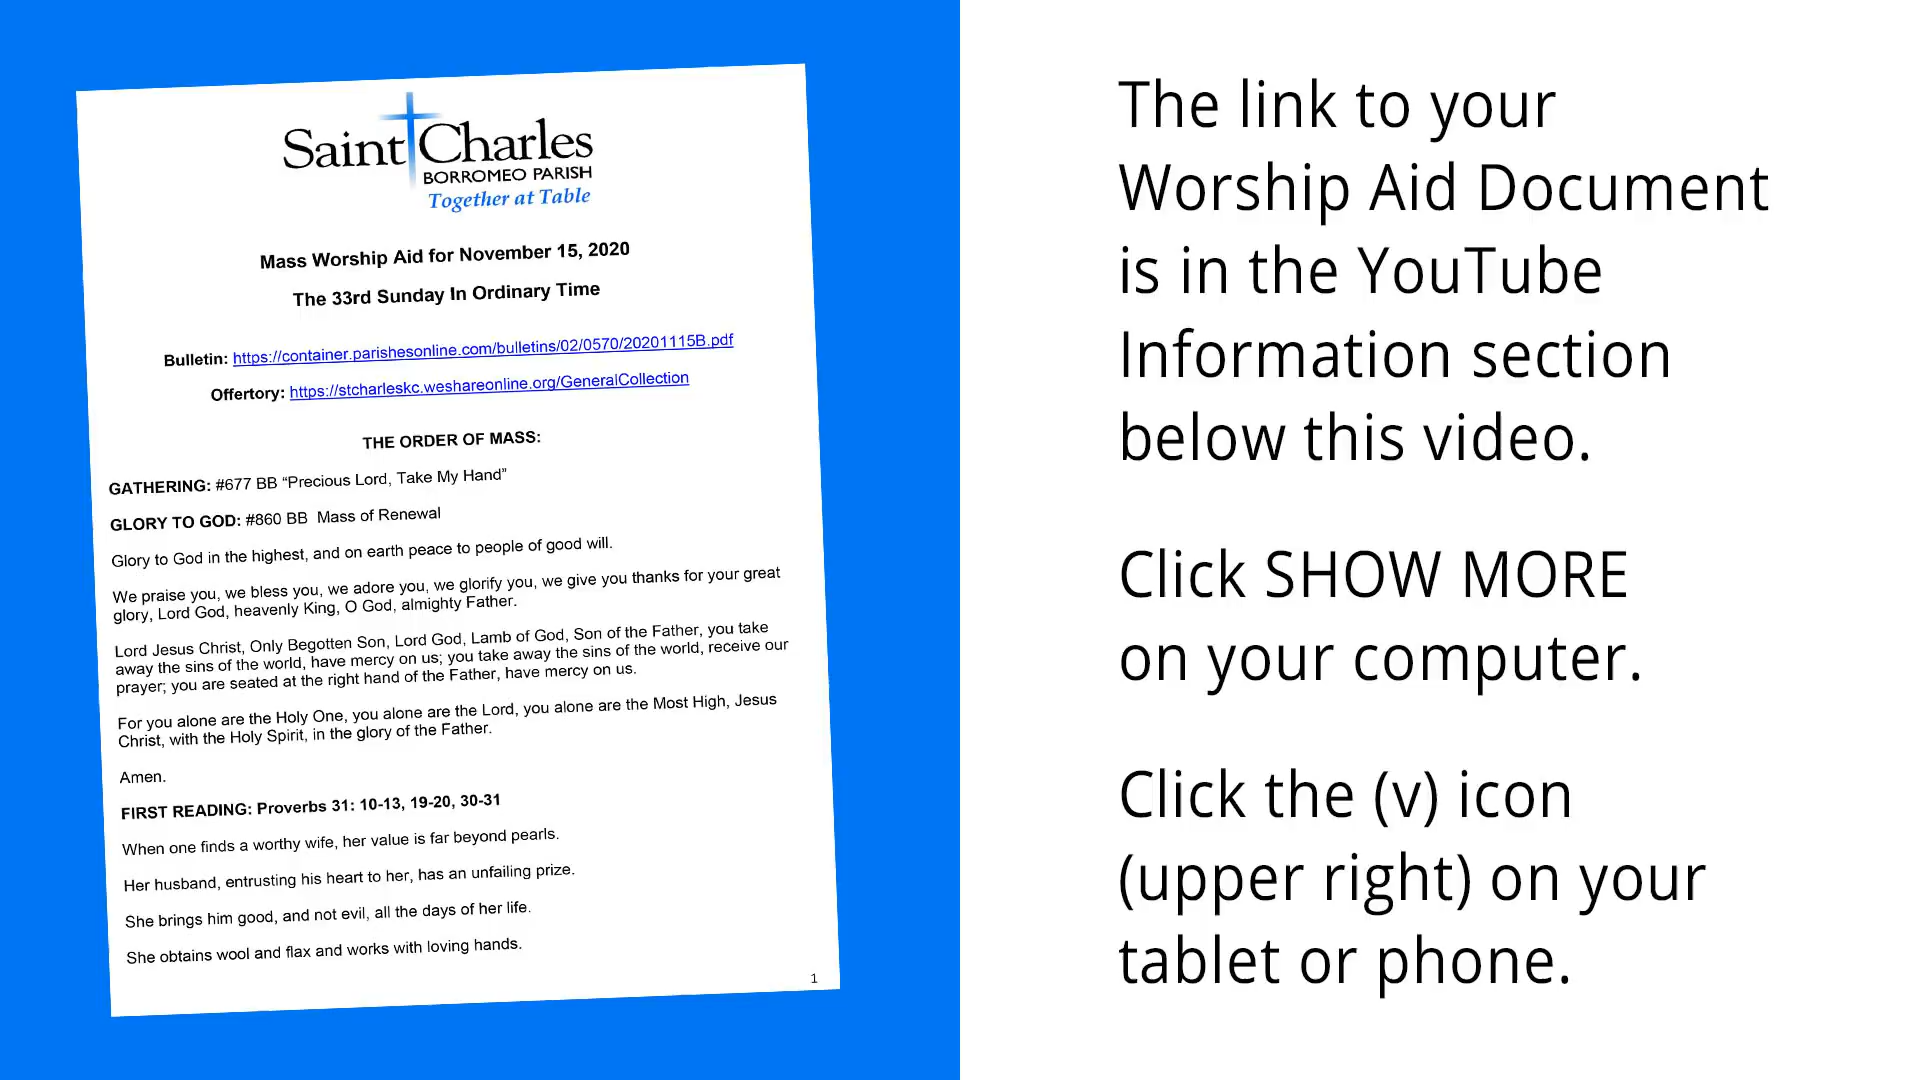 Saint Charles
BORROMEO PARISH
Together at Table
Mass Worship Aid for November 15, 2020
The 33rd Sunday In Ordinary Time
Bulletin: https://container.parishesonline.com/bulletins/02/0570/20201115B.pdf
Offertory: https://stcharleskc.weshareonline.org/GeneralCollection
THE ORDER OF MASS:
GATHERING: #677 BB “Precious Lord, Take My Hand”
GLORY TO GOD: #860 BB  Mass of Renewal
Glory to God in the highest, and on earth peace to people of good will.
We praise you, we bless you, we adore you, we glorify you, we give you thanks for your great
glory, Lord God, heavenly King, O God, almighty Father.
Lord Jesus Christ, Only Begotten Son, Lord God, Lamb of God, Son of the Father, you take
away the sins of the world, have mercy on us; you take away the sins of the world, receive our
prayer; you are seated at the right hand of the Father, have mercy on us.
For you alone are the Holy One, you alone are the Lord, you alone are the Most High, Jesus
Christ, with the Holy Spirit, in the glory of the Father.
Amen.
FIRST READING: Proverbs 31: 10-13, 19-20, 30-31
When one finds a worthy wife, her value is far beyond pearls.
Her husband, entrusting his heart to her, has an unfailing prize.
She brings him good, and not evil, all the days of her life.
She obtains wool and flax and works with loving hands.
1
The link to your
Worship Aid Document
is in the YouTube
Information section
below this video.
Click SHOW MORE
on your computer.
Click the (v) icon
(upper right) on your
tablet or phone.